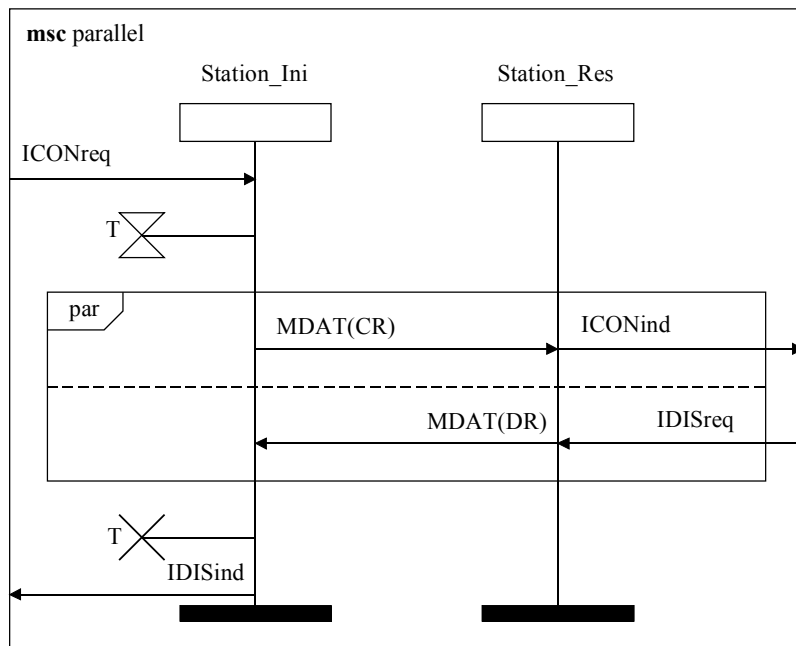 msc parallel
Station_Ini
Station_Res
ICONreq
T
par
MDAT(CR)
ICONind
MDAT(DR)
IDISreq
T
IDISind